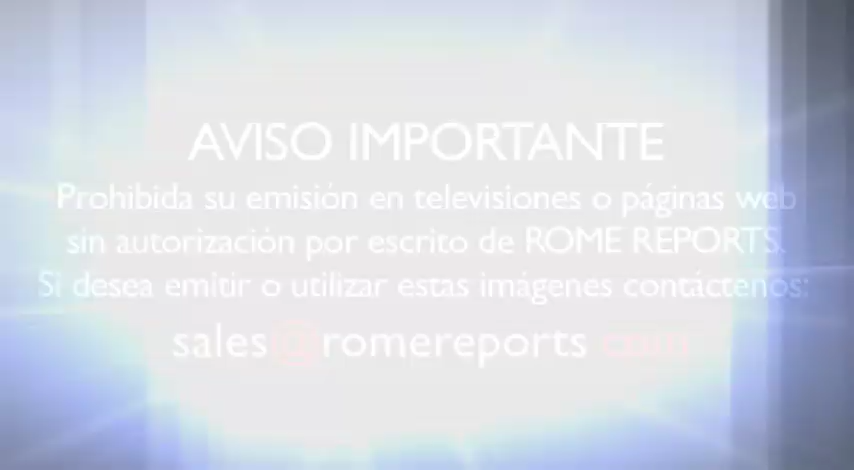 AVISO IMPORTANTE
Prohibida su emisión en televisiones o páginas web
sin autorización por escrito de ROME REPORTS.
Si desea emitir o utilizar estas imágenes contáctenos:
sales@romereports.com